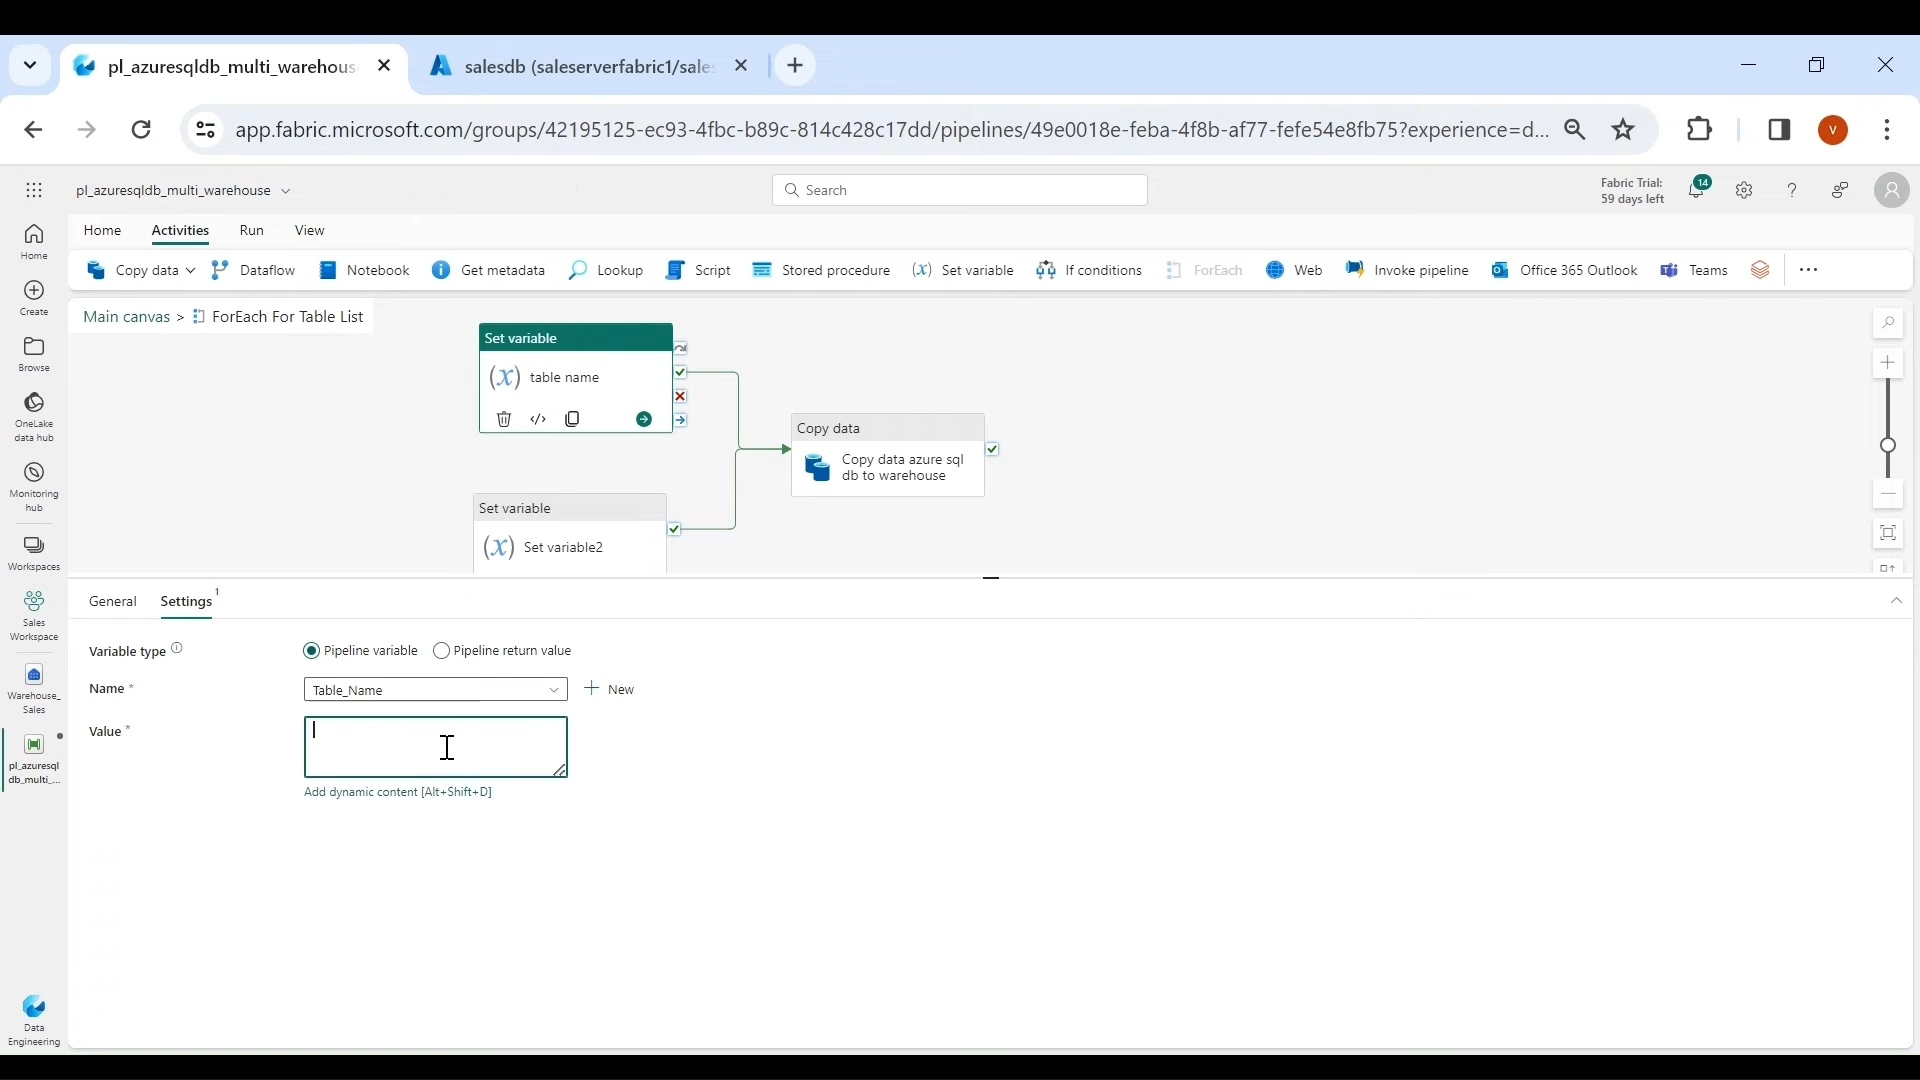 pl_azuresqldb_multi_warehous
salesdb (saleserverfabric1/sales
app.fabric.microsoft.com/groups/42195125-ec93-4fbc-b89c-814c428c17dd/pipelines/49e0018e-feba-4f8b-af77-fefe54e8fb75?experience=d...
V
pl_azuresqldb_multi_warehouse
Search
Fabric Trial:
59 days left
14
Home
Activities
Run
View
Copy data
Dataflow
Notebook
Get metadata
Lookup
Script
Stored procedure
(x) Set variable
If conditions
ForEach
Web
Invoke pipeline
Office 365 Outlook
Teams
Home
Create
Browse
OneLake
data hub
Monitoring
hub
Workspaces
Sales
Workspace
Warehouse_
Sales
pl_azuresql
db_multi_...
Data
Engineering
Main canvas > ForEach For Table List
Set variable
(x) table name
Copy data
Copy data azure sql
db to warehouse
Set variable
(x) Set variable2
General
Settings 1
Variable type
Pipeline variable
Pipeline return value
Name *
Table_Name
New
Value *
Add dynamic content [Alt+Shift+D]